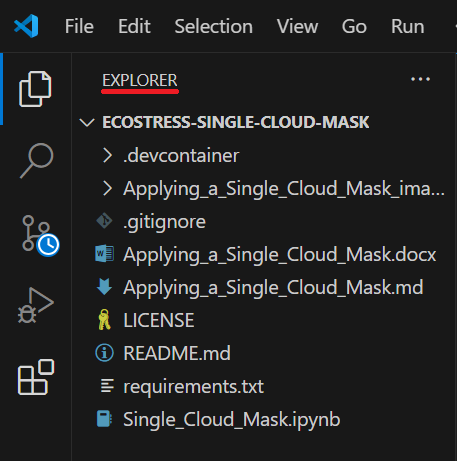 File Edit Selection View Go Run
EXPLORER
ECOSTRESS-SINGLE-CLOUD-MASK
.devcontainer
Applying_a_Single_Cloud_Mask_ima...
.gitignore
Applying_a_Single_Cloud_Mask.docx
Applying_a_Single_Cloud_Mask.md
LICENSE
README.md
requirements.txt
Single_Cloud_Mask.ipynb